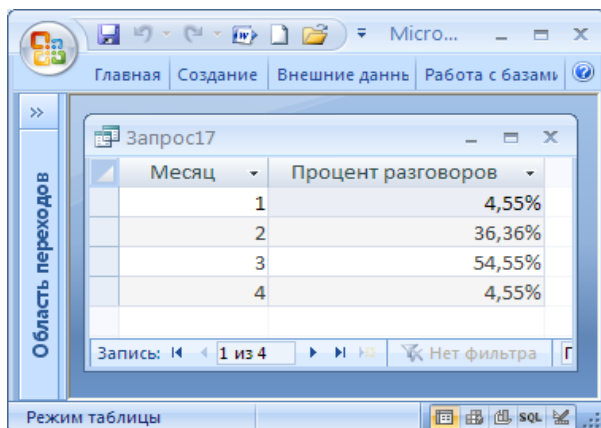 Micro...
Главная Создание Внешние даннь Работа с базами
Запрос17
Месяц Процент разговоров
1 4,55%
2 36,36%
3 54,55%
4 4,55%
Область переходов
Запись: 1 из 4 Нет фильтра П
Режим таблицы SQL